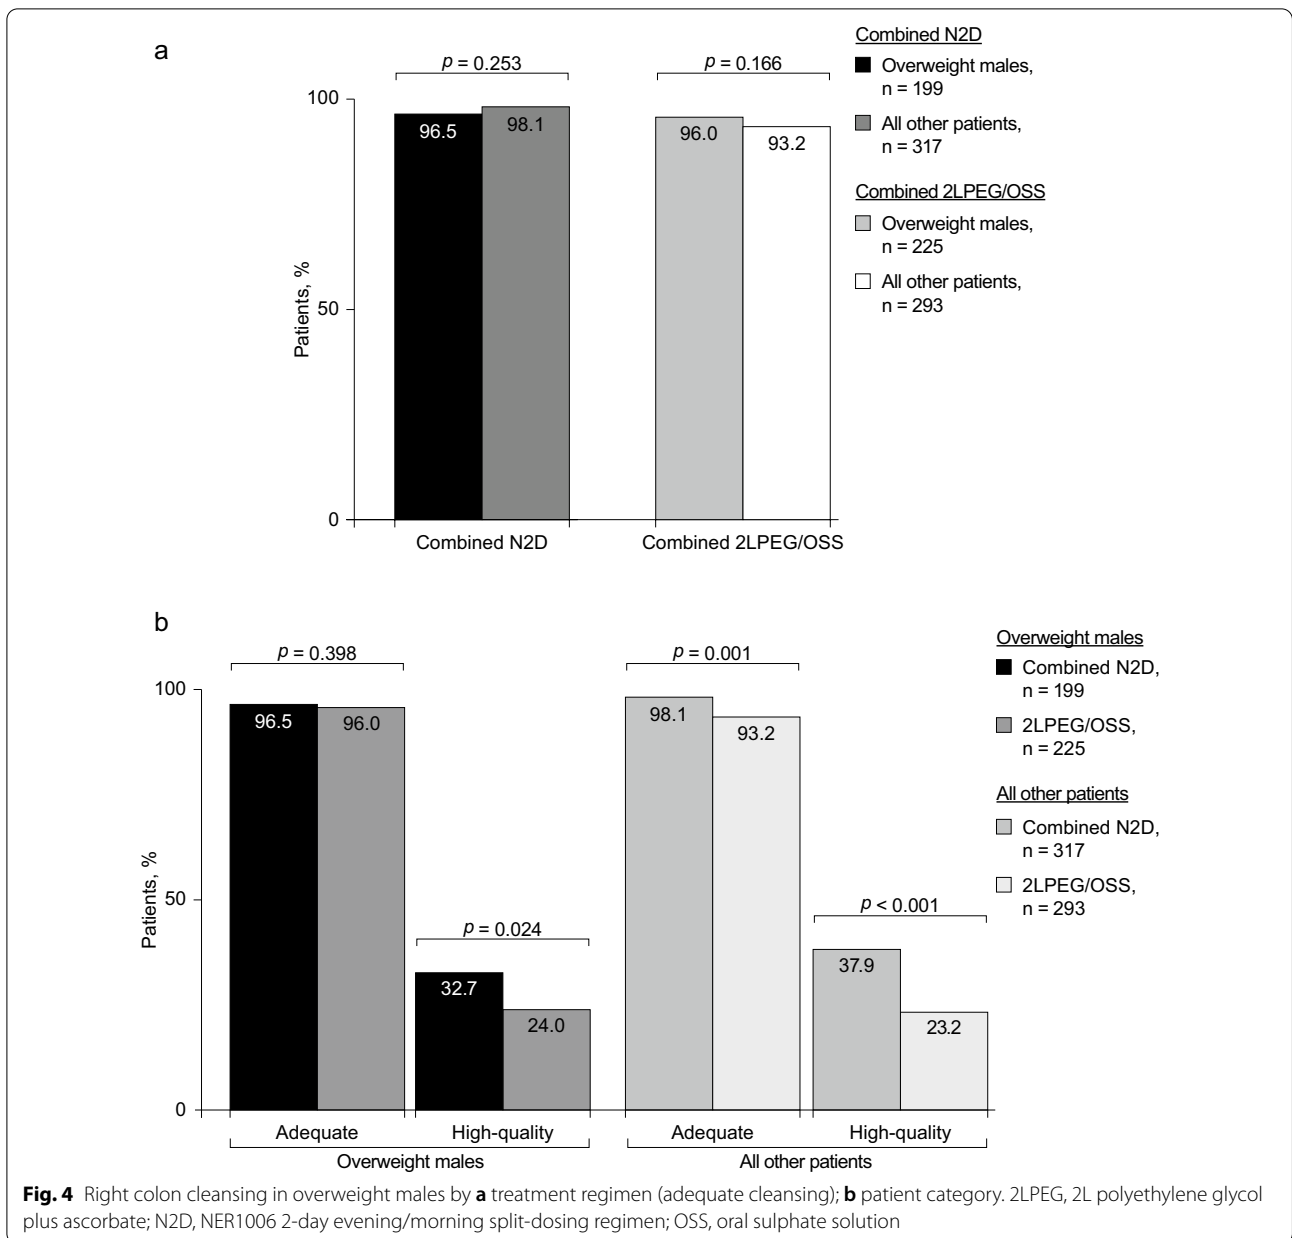 a
p = 0.253
p = 0.166
100
96.5
98.1
96.0
93.2
50
0
Patients, %
Combined N2D
Combined 2LPEG/OSS
Combined N2D
Overweight males,
n = 199
All other patients,
n = 317
Combined 2LPEG/OSS
Overweight males,
n = 225
All other patients,
n = 293
b
p = 0.398
p = 0.001
100
96.5
96.0
98.1
93.2
50
Patients, %
p = 0.024
p < 0.001
32.7
24.0
37.9
23.2
0
Adequate
High-quality
Adequate
High-quality
Overweight males
All other patients
Overweight males
Combined N2D,
n = 199
2LPEG/OSS,
n = 225
All other patients
Combined N2D,
n = 317
2LPEG/OSS,
n = 293
Fig. 4 Right colon cleansing in overweight males by a treatment regimen (adequate cleansing); b patient category. 2LPEG, 2L polyethylene glycol
plus ascorbate; N2D, NER1006 2-day evening/morning split-dosing regimen; OSS, oral sulphate solution